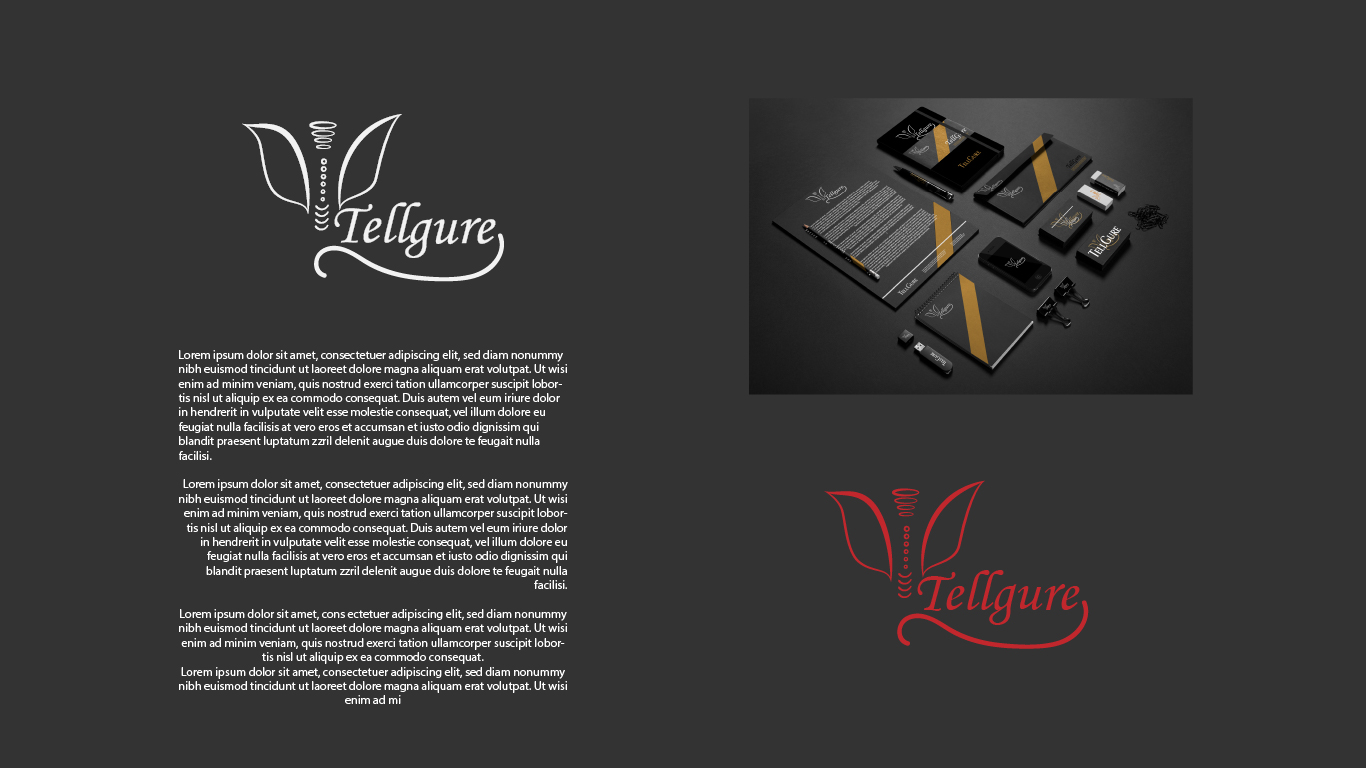 Tellgure
Lorem ipsum dolor sit amet, consectetuer adipiscing elit, sed diam nonummy
nibh euismod tincidunt ut laoreet dolore magna aliquam erat volutpat. Ut wisi
enim ad minim veniam, quis nostrud exerci tation ullamcorper suscipit lobor-
tis nisl ut aliquip ex ea commodo consequat. Duis autem vel eum iriure dolor
in hendrerit in vulputate velit esse molestie consequat, vel illum dolore eu
feugiat nulla facilisis at vero eros et accumsan et iusto odio dignissim qui
blandit praesent luptatum zzril delenit augue duis dolore te feugait nulla
facilisi.
Lorem ipsum dolor sit amet, consectetuer adipiscing elit, sed diam nonummy
nibh euismod tincidunt ut laoreet dolore magna aliquam erat volutpat. Ut wisi
enim ad minim veniam, quis nostrud exerci tation ullamcorper suscipit lobor-
tis nisl ut aliquip ex ea commodo consequat. Duis autem vel eum iriure dolor
in hendrerit in vulputate velit esse molestie consequat, vel illum dolore eu
feugiat nulla facilisis at vero eros et accumsan et iusto odio dignissim qui
blandit praesent luptatum zzril delenit augue duis dolore te feugait nulla
facilisi.
Lorem ipsum dolor sit amet, cons ectetuer adipiscing elit, sed diam nonummy
nibh euismod tincidunt ut laoreet dolore magna aliquam erat volutpat. Ut wisi
enim ad minim veniam, quis nostrud exerci tation ullamcorper suscipit lobor-
tis nisl ut aliquip ex ea commodo consequat.
Lorem ipsum dolor sit amet, consectetuer adipiscing elit, sed diam nonummy
nibh euismod tincidunt ut laoreet dolore magna aliquam erat volutpat. Ut wisi
enim ad mi
Tellgure
TellGure
TellGure
TellGure
Tellgure